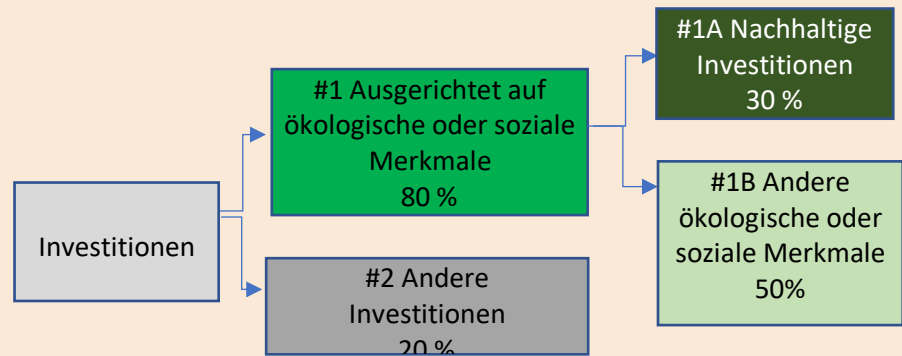 Investitionen
#1 Ausgerichtet auf
ökologische oder soziale
Merkmale
80 %
#2 Andere
Investitionen
20 %
#1A Nachhaltige
Investitionen
30 %
#1B Andere
ökologische oder
soziale Merkmale
50%